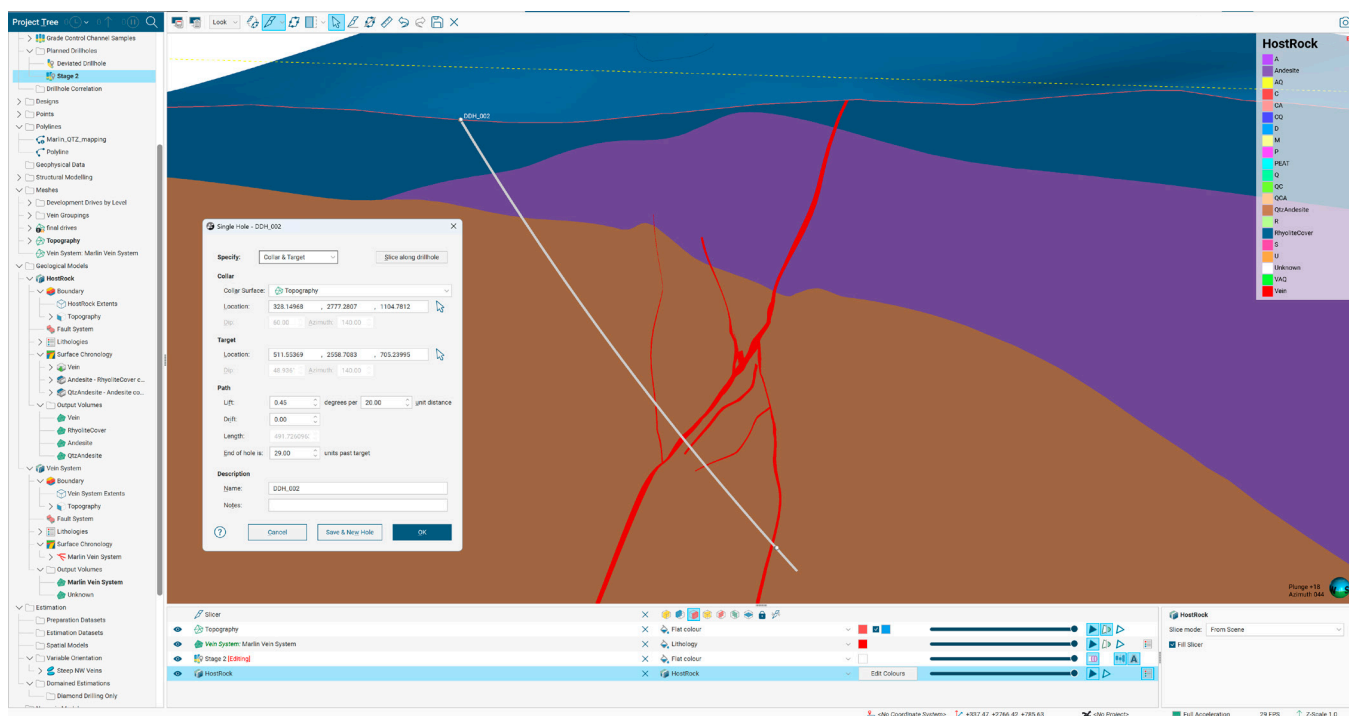 Project Tree
Look
Grade Control Channel Samples
Planned Drillholes
Deviated Drillhole
Stage 2
Drillhole Correlation
Designs
Points
Polylines
Marlin_QTZ_mapping
Polyline
Geophysical Data
Structural Modelling
Meshes
Development Drives by Level
Vein Groupings
final drives
Topography
Vein System: Marlin Vein System
Geological Models
HostRock
Boundary
HostRock Extents
Topography
Fault System
Lithologies
Surface Chronology
Vein
Andesite - RhyoliteCover c...
QtzAndesite - Andesite co...
Output Volumes
Vein
RhyoliteCover
Andesite
QtzAndesite
Vein System
Boundary
Vein System Extents
Topography
Fault System
Lithologies
Surface Chronology
Marlin Vein System
Output Volumes
Marlin Vein System
Unknown
Estimation
Preparation Datasets
Estimation Datasets
Spatial Models
Variable Orientation
Steep NW Veins
Domained Estimations
Diamond Drilling Only
DDH_002
Single Hole - DDH_002
Specify: Collar & Target Slice along drillhole
Collar
Collar Surface: Topography
Location: 328.14968 , 2777.2807 , 1104.7812
Dip: 60.00 Azimuth: 140.00
Target
Location: 511.55369 , 2558.7083 , 705.23995
Dip: Azimuth: 140.00
Path
Lift: 0.45 degrees per 20.00 unit distance
Drift: 0.00
Length:
End of hole is: 29.00 units past target
Description
Name: DDH_002
Notes:
? Cancel Save & New Hole OK
HostRock
A
Andesite
AQ
C
CA
CQ
D
M
P
PEAT
Q
QC
QCA
QtzAndesite
R
RhyoliteCover
S
U
Unknown
VAQ
Vein
Plunge +18
Azimuth 044
Slicer
Topography Flat colour
Vein System: Marlin Vein System Lithology
Stage 2 [Editing] Flat colour
HostRock HostRock Edit Colours
HostRock
Slice mode: From Scene
Fill Slicer
<No Coordinate System> +337.47 +2766.42 +785.63 <No Project> Full Acceleration 29 FPS Z-Scale 1.0